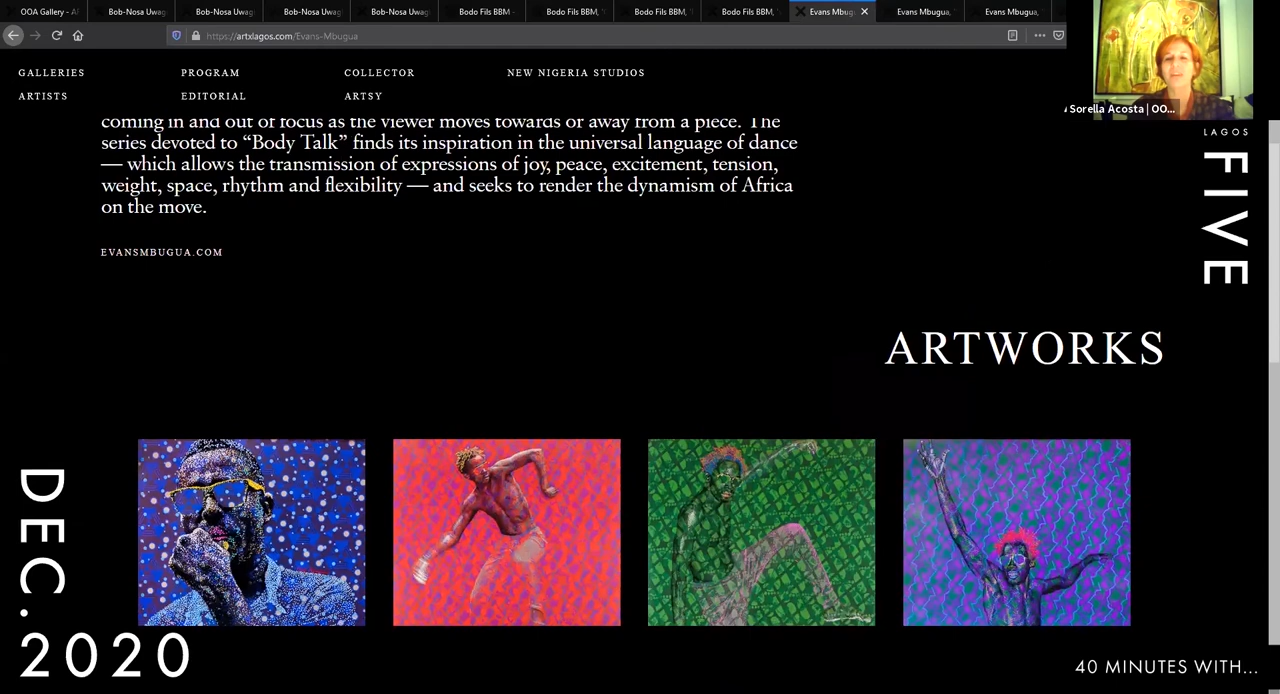 OOA Gallery - Af
Bob-Nosa Uwag
Bob-Nosa Uwag
Bob-Nosa Uwag
Bob-Nosa Uwag
Bodo Fils BBM -
Bodo Fils BBM, '
Bodo Fils BBM, '
Bodo Fils BBM, '
Evans Mbug
Evans Mbugua,
Evans Mbugua,
https://artxlagos.com/Evans-Mbugua
GALLERIES PROGRAM COLLECTOR NEW NIGERIA STUDIOS
ARTISTS EDITORIAL ARTSY
Sorella Acosta | OO...
coming in and out of focus as the viewer moves towards or away from a piece. The
series devoted to “Body Talk” finds its inspiration in the universal language of dance
— which allows the transmission of expressions of joy, peace, excitement, tension,
weight, space, rhythm and flexibility — and seeks to render the dynamism of Africa
on the move.
EVANSMBUGUA.COM
LAGOS
FIVE
ARTWORKS
DEC.
2020
40 MINUTES WITH...